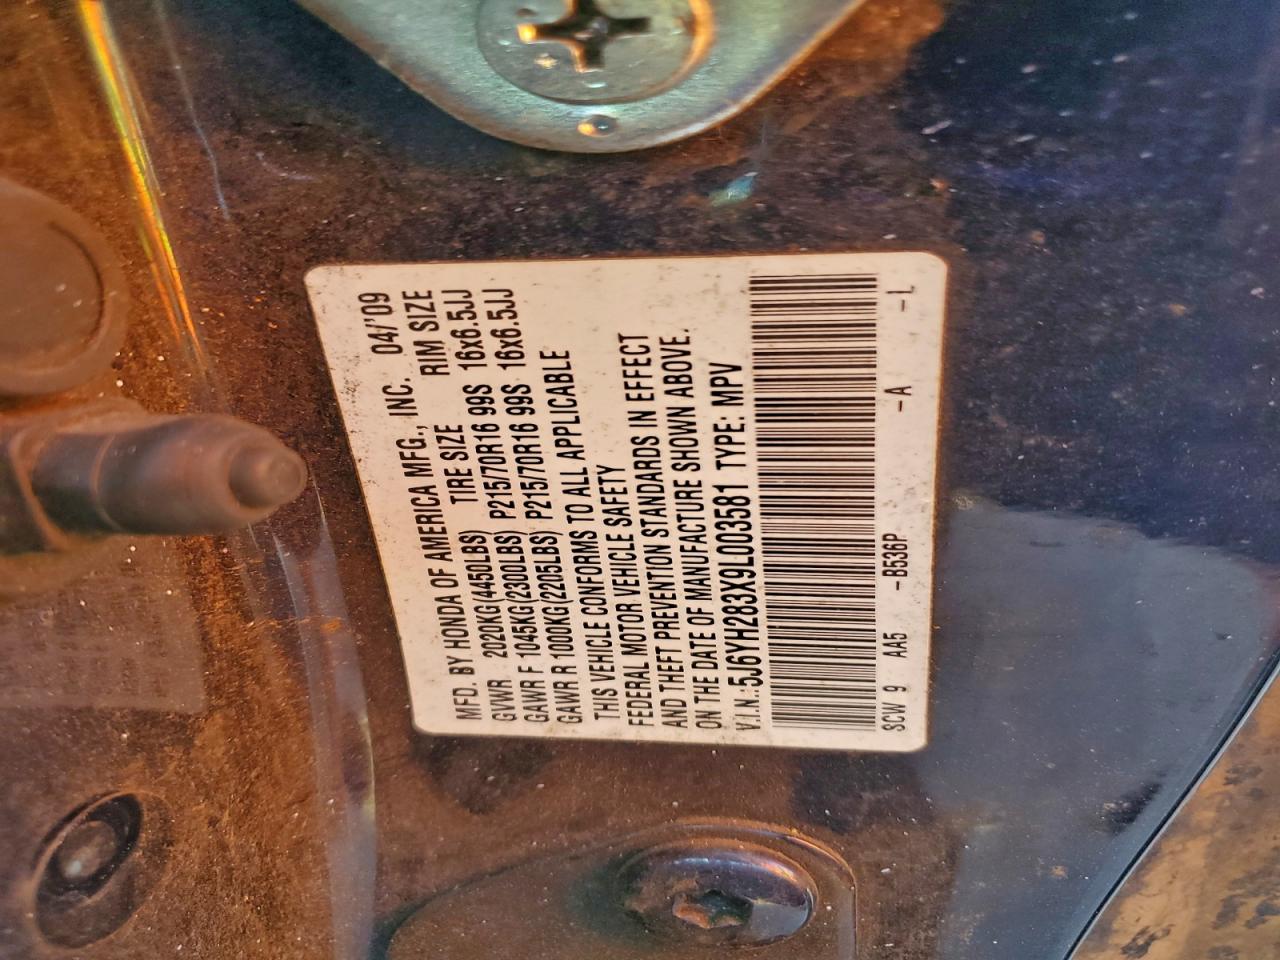 MFD. BY HONDA OF AMERICA MFG., INC. 04/'09
GVWR 2020KG(4450LBS) TIRE SIZE RIM SIZE
GAWR F 1045KG(2300LBS) P215/70R16 99S 16x6.5JJ
GAWR R 1000KG(2205LBS) P215/70R16 99S 16x6.5JJ
THIS VEHICLE CONFORMS TO ALL APPLICABLE
FEDERAL MOTOR VEHICLE SAFETY
AND THEFT PREVENTION STANDARDS IN EFFECT
ON THE DATE OF MANUFACTURE SHOWN ABOVE.
V.I.N.:5J6YH283X9L003581 TYPE: MPV
SCW 9 AA5 -B536P -A -L